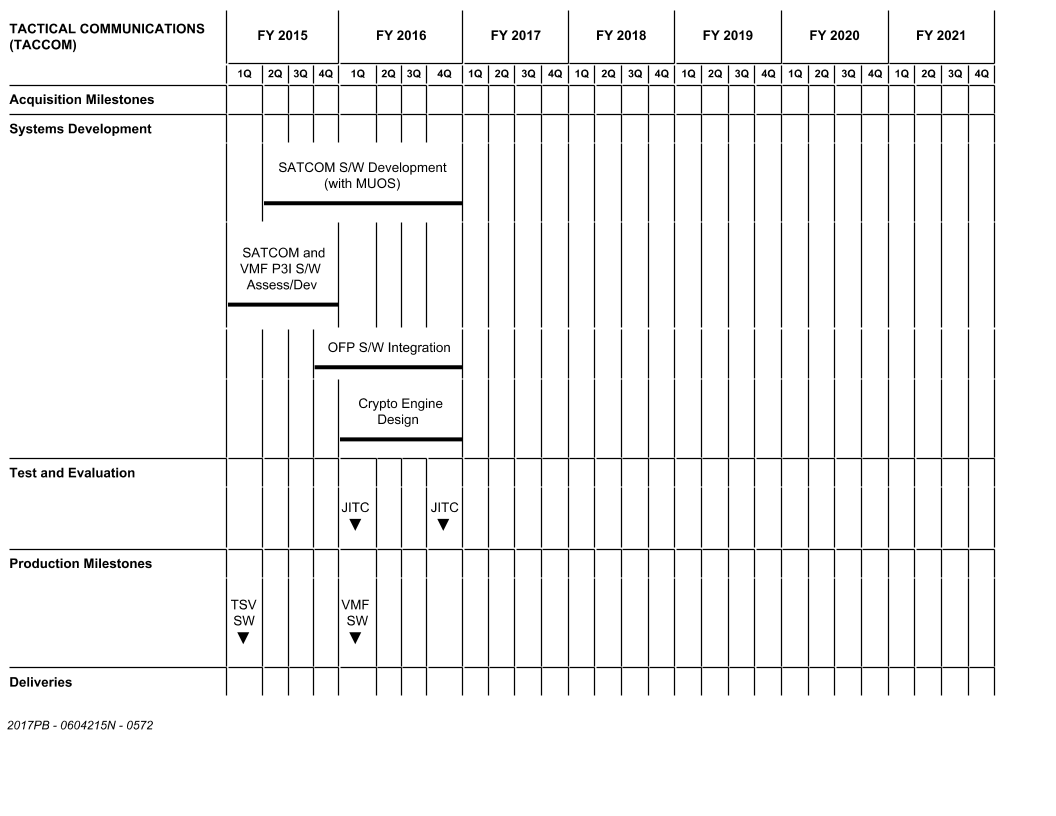 TACTICAL COMMUNICATIONS
(TACCOM)
FY 2015 FY 2016 FY 2017 FY 2018 FY 2019 FY 2020 FY 2021
1Q 2Q 3Q 4Q 1Q 2Q 3Q 4Q 1Q 2Q 3Q 4Q 1Q 2Q 3Q 4Q 1Q 2Q 3Q 4Q 1Q 2Q 3Q 4Q 1Q 2Q 3Q 4Q
Acquisition Milestones
Systems Development
SATCOM S/W Development
(with MUOS)
SATCOM and
VMF P3I S/W
Assess/Dev
OFP S/W Integration
Crypto Engine
Design
Test and Evaluation
JITC JITC
Production Milestones
TSV VMF
SW SW
Deliveries
2017PB - 0604215N - 0572